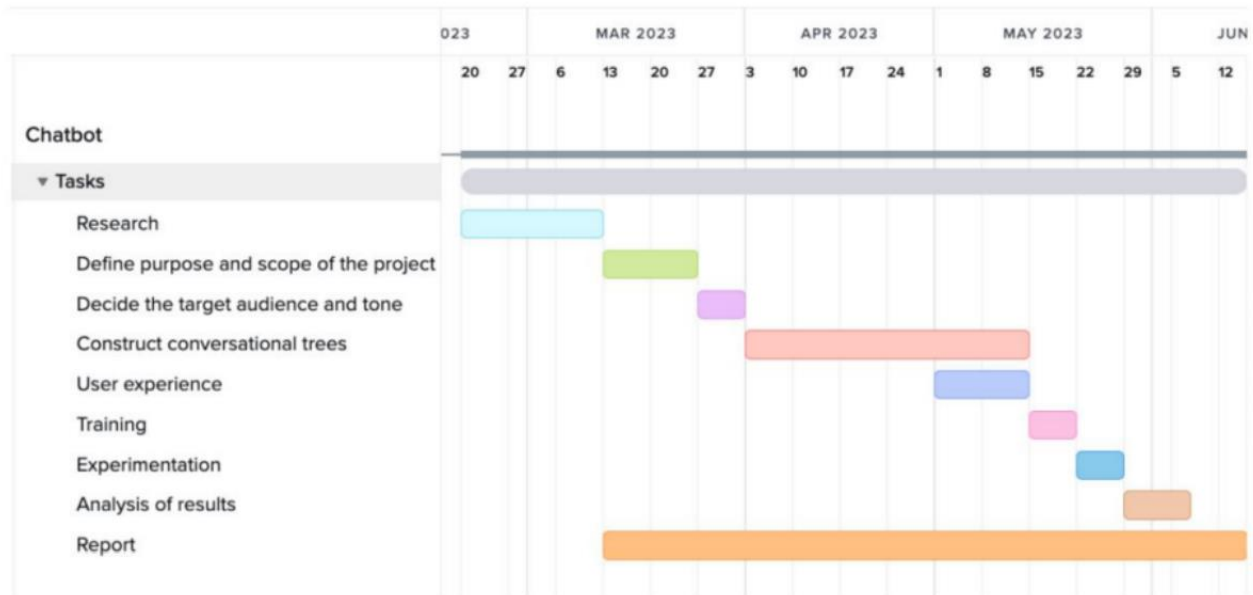 023 MAR 2023 APR 2023 MAY 2023 JUN
20 27 6 13 20 27 3 10 17 24 1 8 15 22 29 5 12
Chatbot
Tasks
Research
Define purpose and scope of the project
Decide the target audience and tone
Construct conversational trees
User experience
Training
Experimentation
Analysis of results
Report